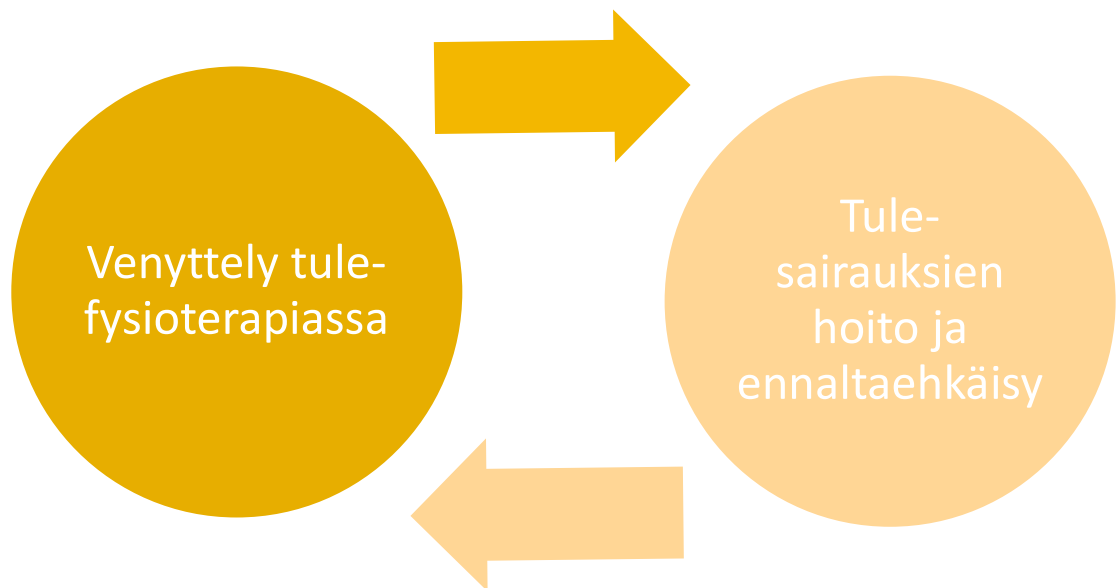 Venyttely tule-
fysioterapiassa
Tule-
sairauksien
hoito ja
ennaltaehkäisy